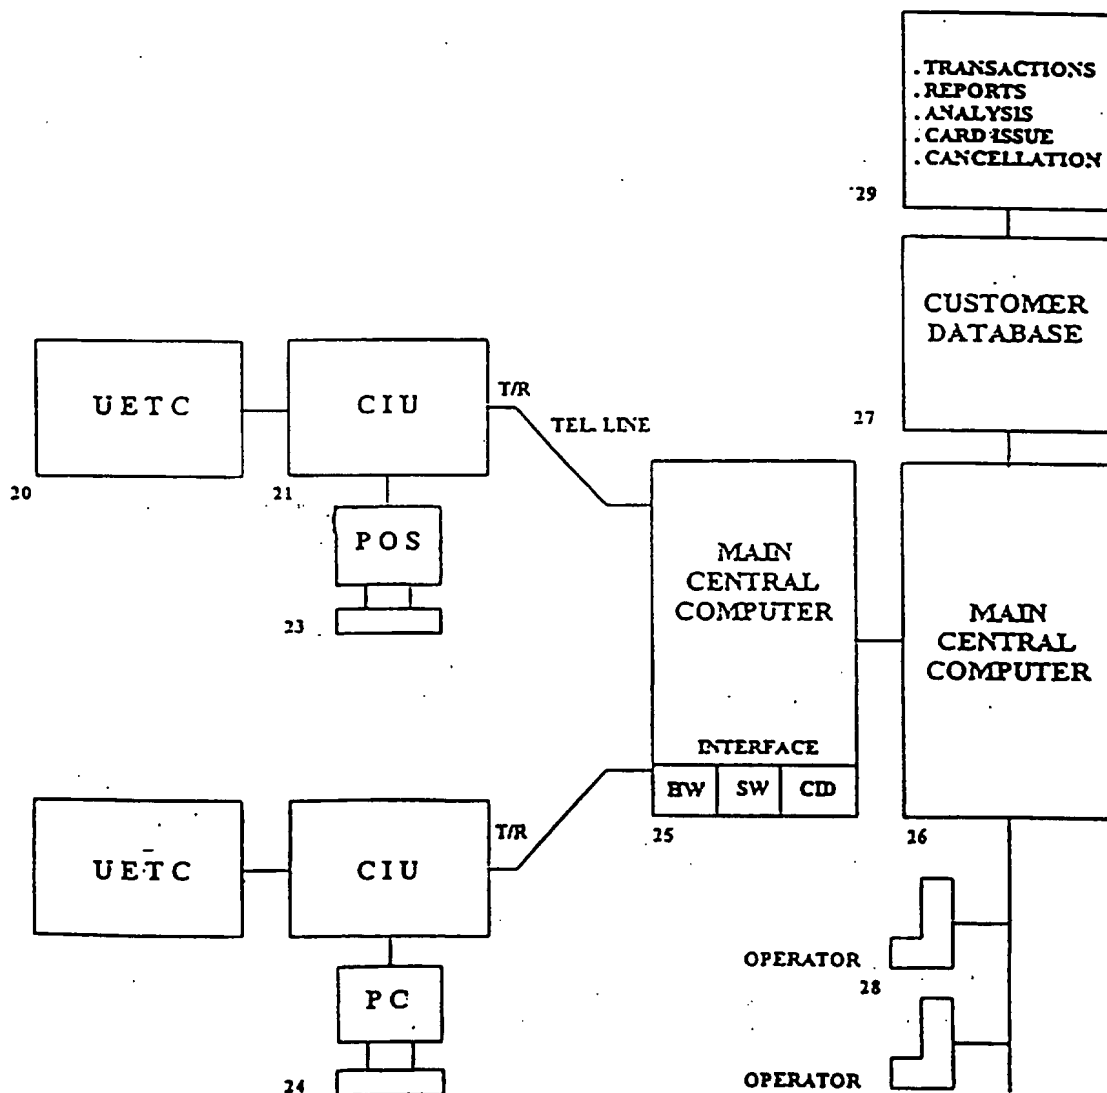 . TRANSACTIONS
. REPORTS
. ANALYSIS
. CARD ISSUE
. CANCELLATION
29
CUSTOMER
DATABASE
27
UETC
20
CIU
21
T/R
TEL. LINE
POS
23
MAIN
CENTRAL
COMPUTER
INTERFACE
HW SW CID
25
MAIN
CENTRAL
COMPUTER
26
UETC
CIU
T/R
PC
24
OPERATOR
28
OPERATOR